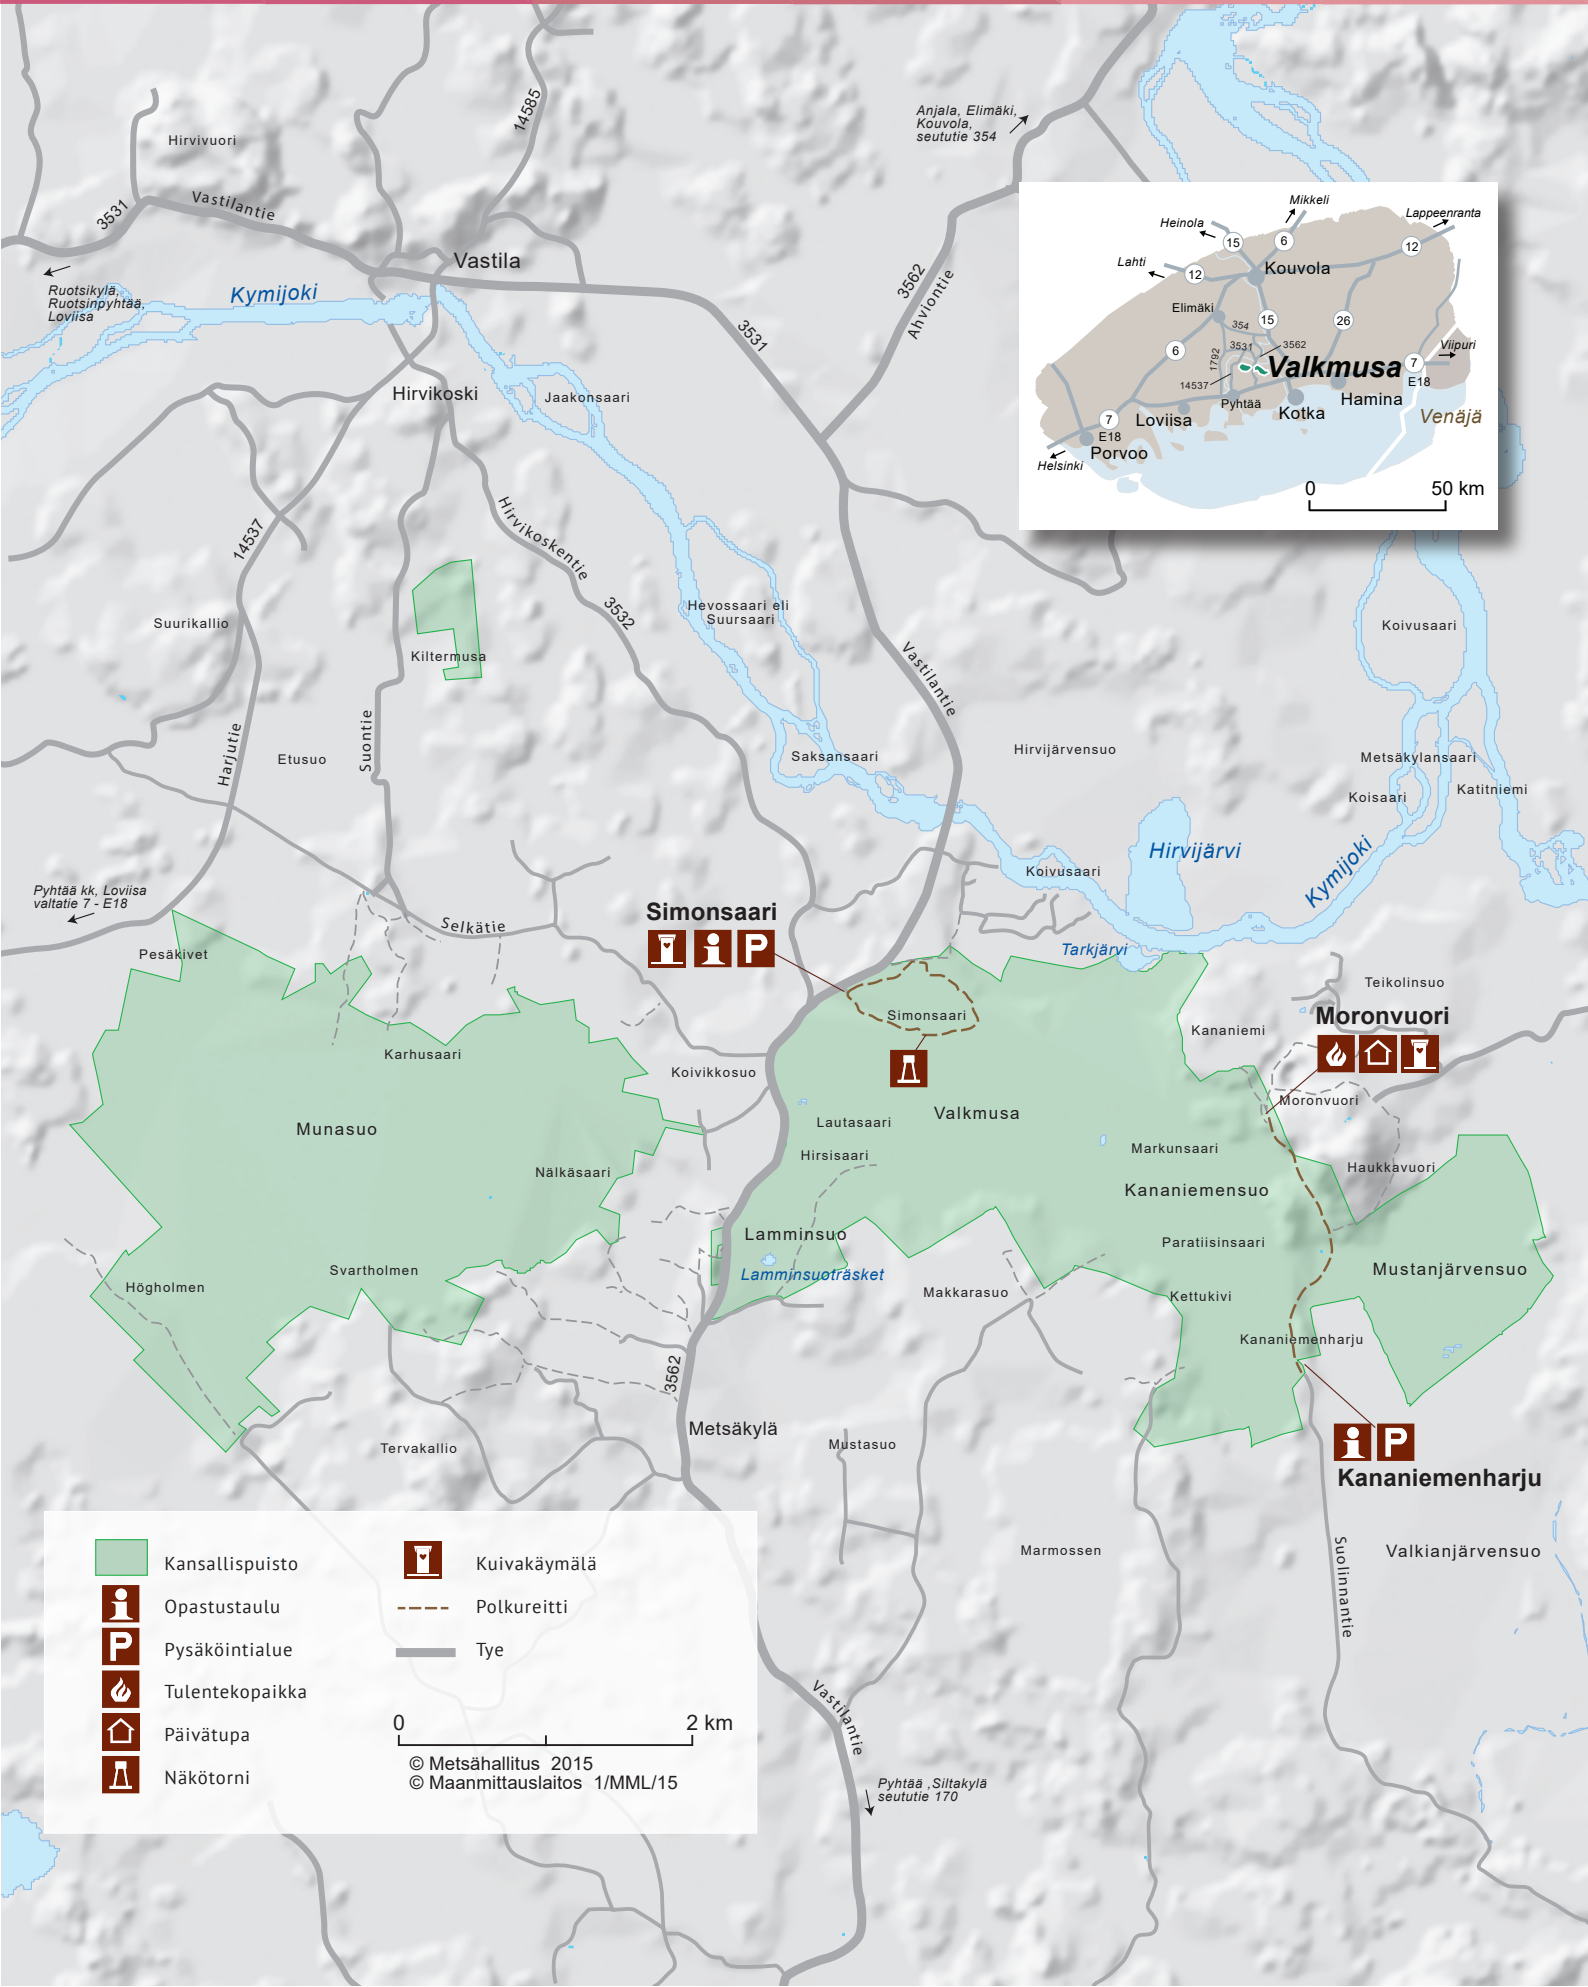 Hirvivuori
14585
Anjala, Elimäki,
Kouvola,
seututie 354
3531
Vastilantie
Vastila
Ruotsikylä,
Ruotsinpyhtää,
Loviisa
Kymijoki
3531
3562
Ahviontie
Mikkeli
Heinola
Lappeenranta
15
6
12
Lahti
12
Kouvola
Elimäki
354
15
26
6
1792
3531
3562
Viipuri
Valkmusa
7
E18
14537
Pyhtää
Hamina
Kotka
Loviisa
Venäjä
7
E18
Porvoo
Helsinki
0
50 km
Hirvikoski
Jaakonsaari
14537
Hirvikoskentie
3532
Hevossaari eli
Suursaari
Suurikallio
Kiltermusa
Koivusaari
Vastilantie
Harjutie
Suontie
Etusuo
Saksansaari
Hirvijärvensuo
Metsäkylansaari
Koisaari
Katitniemi
Hirvijärvi
Kymijoki
Koivusaari
Pyhtää kk, Loviisa
valtatie 7 - E18
Selkätie
Simonsaari
P
Pesäkivet
Tarkjärvi
Teikolinsuo
Simonsaari
Kananiemi
Moronvuori
Karhusaari
Koivikkosuo
Moronvuori
Munasuo
Lautasaari
Valkmusa
Hirsisaari
Markunsaari
Haukkavuori
Nälkäsaari
Kananiemensuo
Lamminsuo
Paratiisinsaari
Svartholmen
Lamminsuoträsket
Mustanjärvensuo
Högholmen
Makkarasuo
Kettukivi
Kananiemenharju
3562
Metsäkylä
Tervakallio
Mustasuo
P
Kananiemenharju
Marmossen
Suolinnantie
Valkianjärvensuo
Kansallispuisto
Opastustaulu
P
Pysäköintialue
Tulentekopaikka
Päivätupa
Näkötorni
Kuivakäymälä
Polkureitti
Tye
0
2 km
© Metsähallitus 2015
© Maanmittauslaitos 1/MML/15
Vastilantie
Pyhtää ,Siltakylä
seututie 170